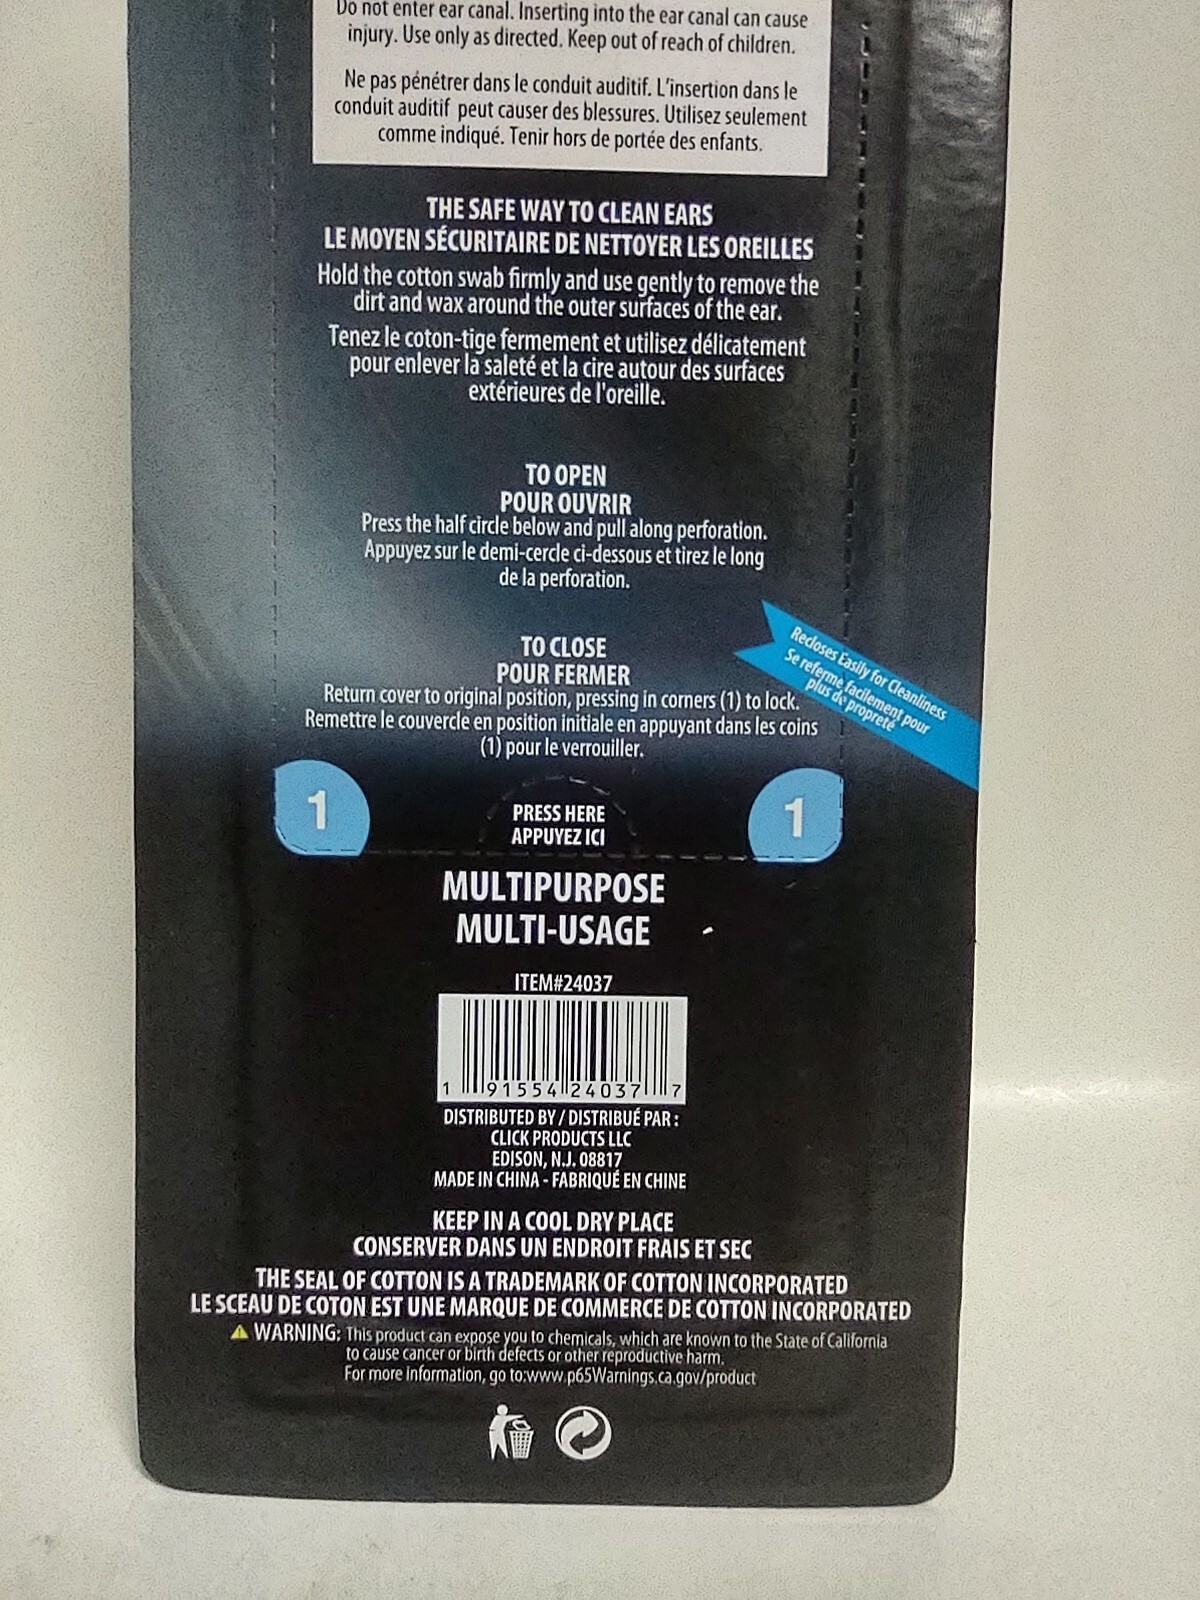 Do not enter ear canal. Inserting into the ear canal can cause
injury. Use only as directed. Keep out of reach of children.
Ne pas pénétrer dans le conduit auditif. L'insertion dans le
conduit auditif peut causer des blessures. Utilisez seulement
comme indiqué. Tenir hors de portée des enfants.
THE SAFE WAY TO CLEAN EARS
LE MOYEN SÉCURITAIRE DE NETTOYER LES OREILLES
Hold the cotton swab firmly and use gently to remove the
dirt and wax around the outer surfaces of the ear.
Tenez le coton-tige fermement et utilisez délicatement
pour enlever la saleté et la cire autour des surfaces
extérieures de l'oreille.
TO OPEN
POUR OUVRIR
Press the half circle below and pull along perforation.
Appuyez sur le demi-cercle ci-dessous et tirez le long
de la perforation.
TO CLOSE
POUR FERMER
Return cover to original position, pressing in corners (1) to lock.
Remettre le couvercle en position initiale en appuyant dans les coins
(1) pour le verrouiller.
Recloses Easily for Cleanliness
Se referme facilement pour
plus de propreté
1
PRESS HERE
APPUYEZ ICI
1
MULTIPURPOSE
MULTI-USAGE
ITEM#24037
1 91554 24037 7
DISTRIBUTED BY / DISTRIBUÉ PAR :
CLICK PRODUCTS LLC
EDISON, N.J. 08817
MADE IN CHINA - FABRIQUÉ EN CHINE
KEEP IN A COOL DRY PLACE
CONSERVER DANS UN ENDROIT FRAIS ET SEC
THE SEAL OF COTTON IS A TRADEMARK OF COTTON INCORPORATED
LE SCEAU DE COTON EST UNE MARQUE DE COMMERCE DE COTTON INCORPORATED
WARNING: This product can expose you to chemicals, which are known to the State of California
to cause cancer or birth defects or other reproductive harm.
For more information, go to:www.p65Warnings.ca.gov/product